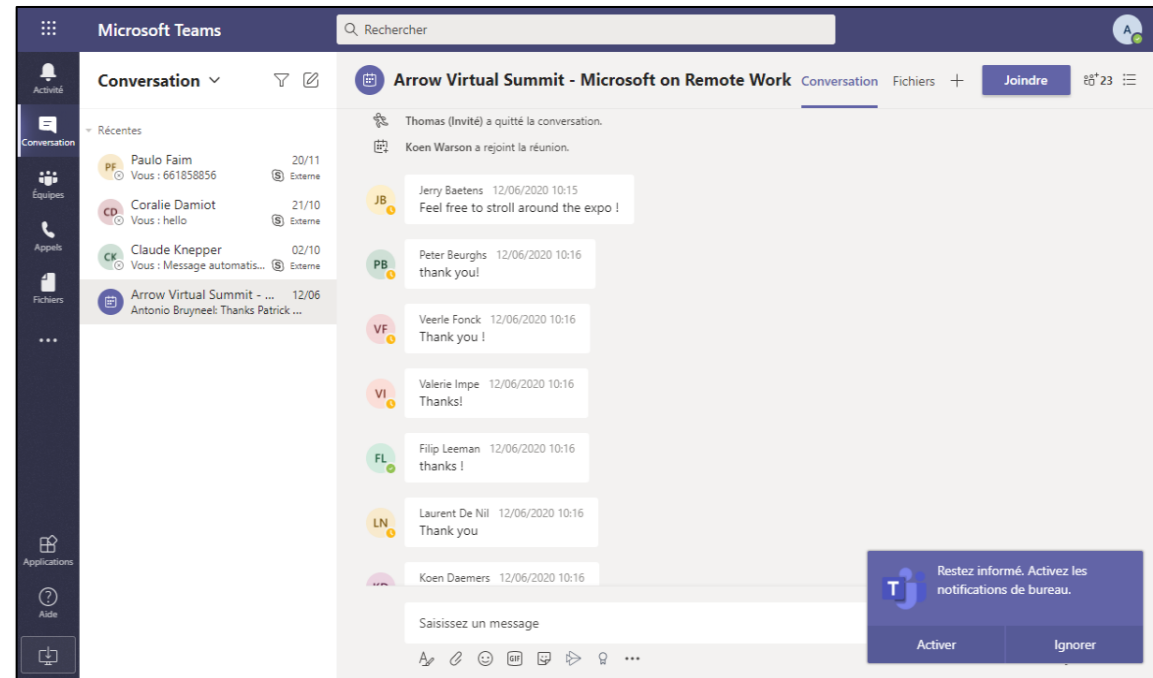 Microsoft Teams
Rechercher
A
Activité
Conversation
Équipes
Appels
Fichiers
Applications
Aide
Conversation
Récentes
PF Paulo Faim 20/11
Vous : 661858856 S Externe
CD Coralie Damiot 21/10
Vous : hello S Externe
CK Claude Knepper 02/10
Vous : Message automatis... S Externe
Arrow Virtual Summit - ... 12/06
Antonio Bruyneel: Thanks Patrick ...
Arrow Virtual Summit - Microsoft on Remote Work Conversation Fichiers Joindre 23
Thomas (Invité) a quitté la conversation.
Koen Warson a rejoint la réunion.
JB Jerry Baetens 12/06/2020 10:15
Feel free to stroll around the expo !
PB Peter Beurghs 12/06/2020 10:16
thank you!
VF Veerle Fonck 12/06/2020 10:16
Thank you !
VI Valerie Impe 12/06/2020 10:16
Thanks!
FL Filip Leeman 12/06/2020 10:16
thanks !
LN Laurent De Nil 12/06/2020 10:16
Thank you
Koen Daemers 12/06/2020 10:16
Saisissez un message
GIF
T
Restez informé. Activez les
notifications de bureau.
Activer Ignorer